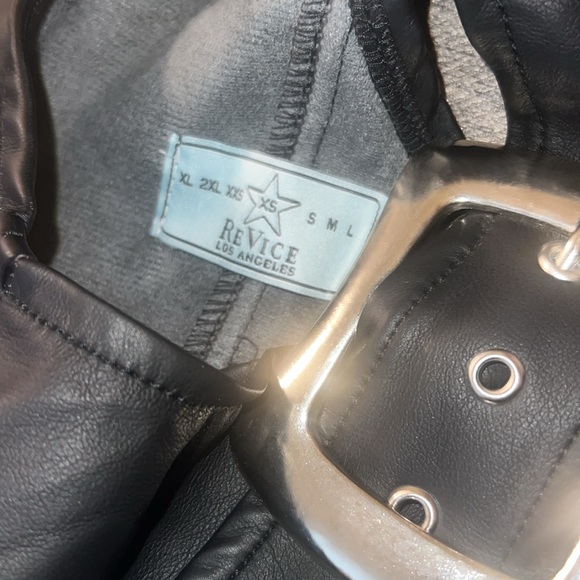 XL 2XL XXS XS S M L
REVICE
LOS ANGELES